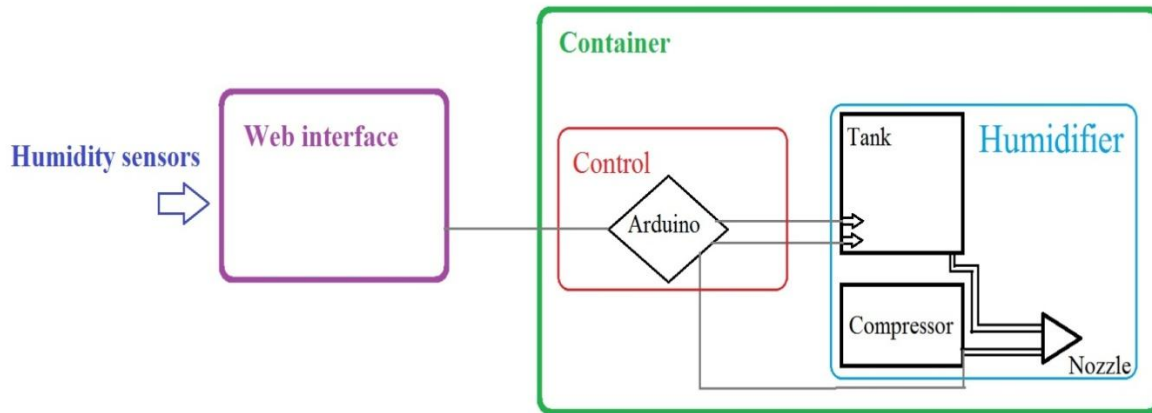 Container
Web interface
Humidity sensors
Control
Arduino
Tank
Humidifier
Compressor
Nozzle